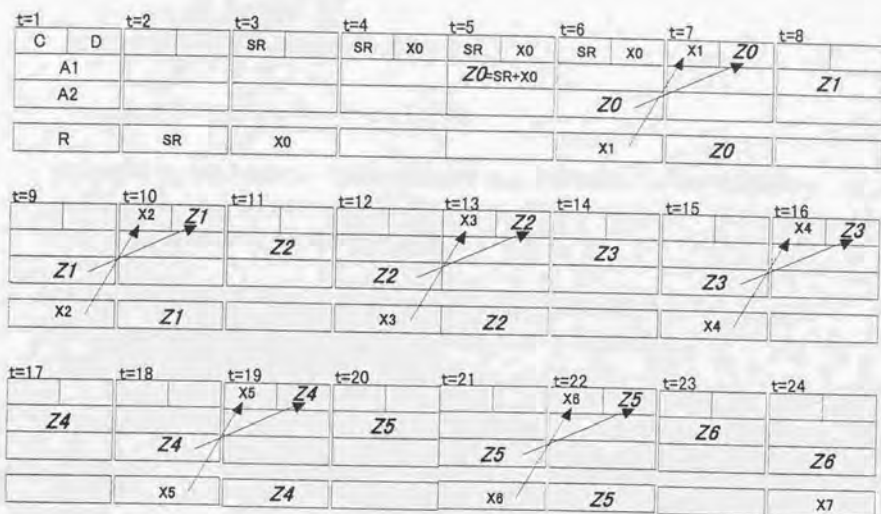 t=1 t=2 t=3 t=4 t=5 t=6 t=7 t=8
C D SR SR X0 SR X0 SR X0 X1 Z0
A1 Z0=SR+X0 Z1
A2 Z0
R SR X0 X1 Z0
t=9 t=10 t=11 t=12 t=13 t=14 t=15 t=16
X2 Z1 X3 Z2 X4 Z3
Z2 Z3
Z1 Z2 Z3
X2 Z1 X3 Z2 X4
t=17 t=18 t=19 t=20 t=21 t=22 t=23 t=24
X5 Z4 X6 Z5
Z4 Z5 Z6
Z4 Z5 Z6
X5 Z4 X6 Z5 X7